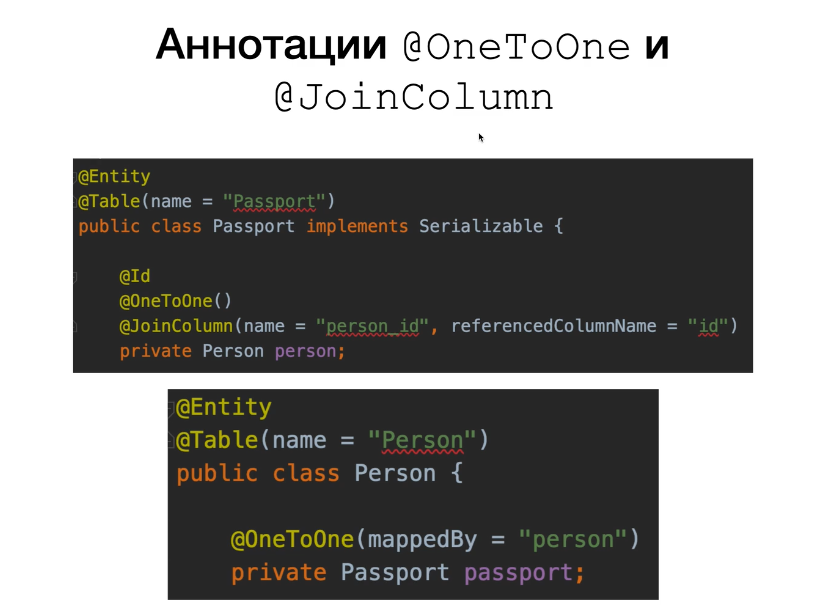 Аннотации @OneToOne и
@JoinColumn
@Entity
@Table(name = "Passport")
public class Passport implements Serializable {
@Id
@OneToOne()
@JoinColumn(name = "person_id", referencedColumnName = "id")
private Person person;
@Entity
@Table(name = "Person")
public class Person {
@OneToOne(mappedBy = "person")
private Passport passport;